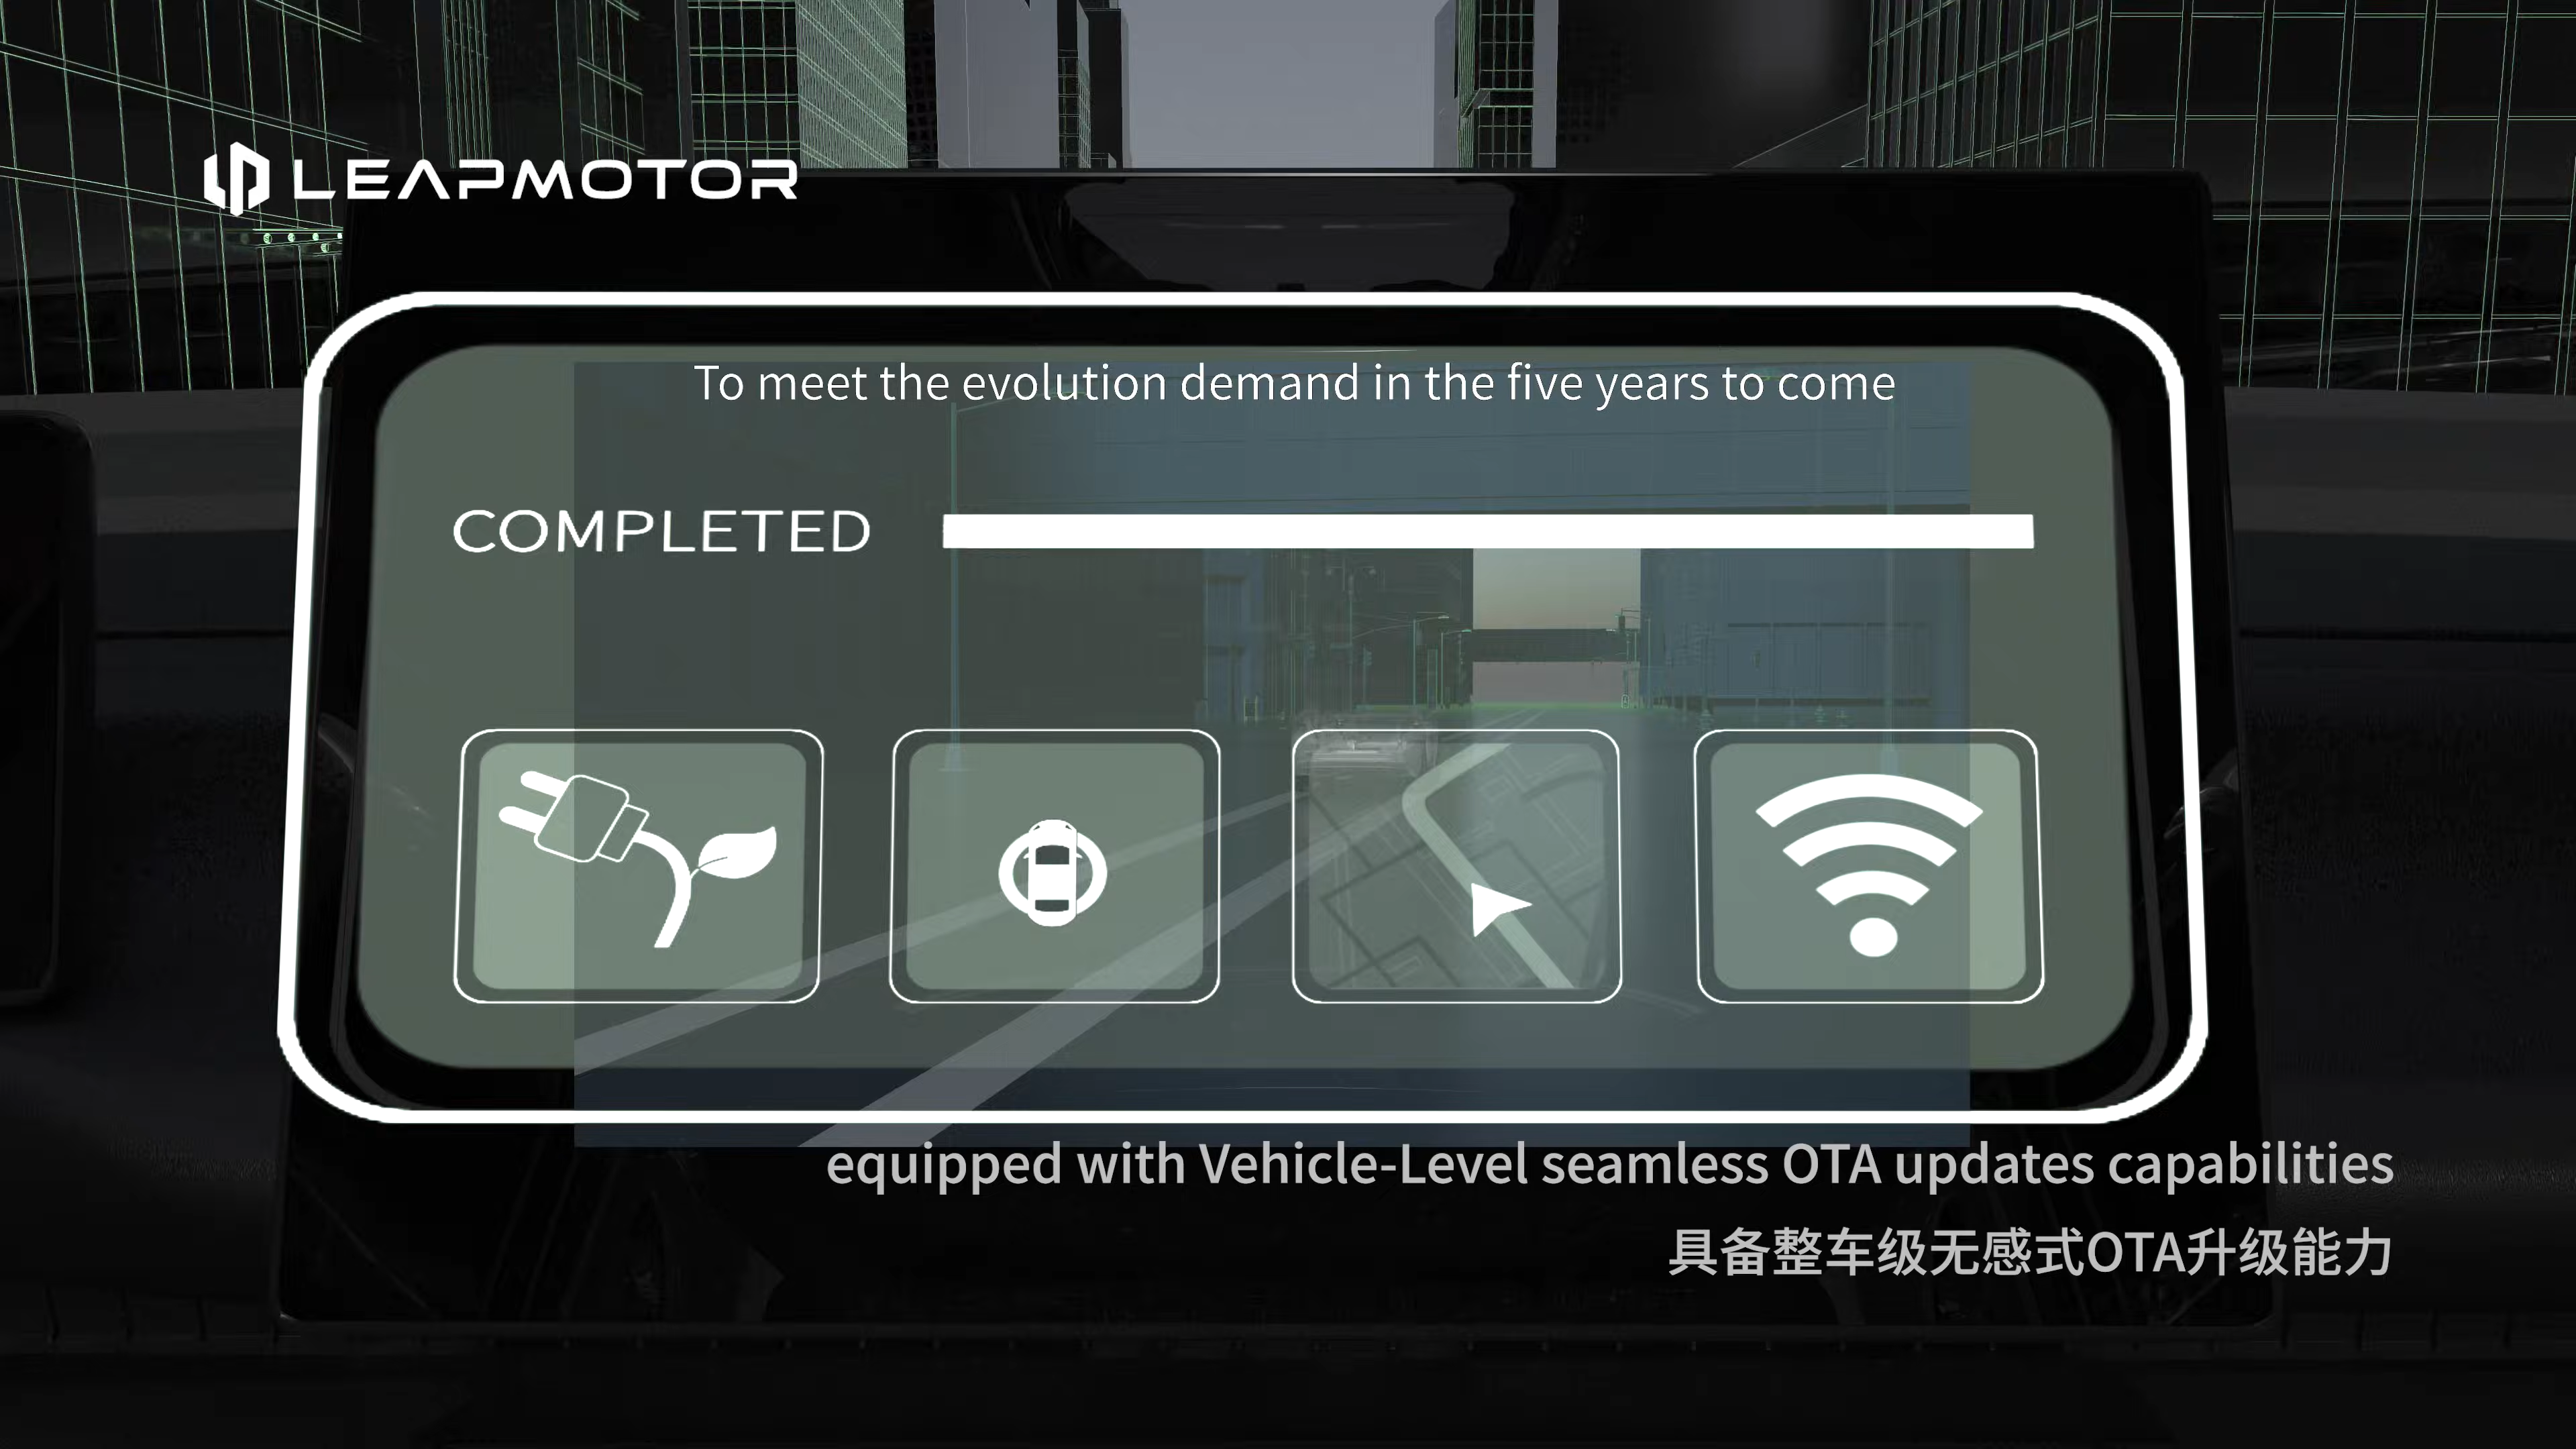 LEAPMOTOR
To meet the evolution demand in the five years to come
COMPLETED
equipped with Vehicle-Level seamless OTA updates capabilities
具备整车级无感式OTA升级能力